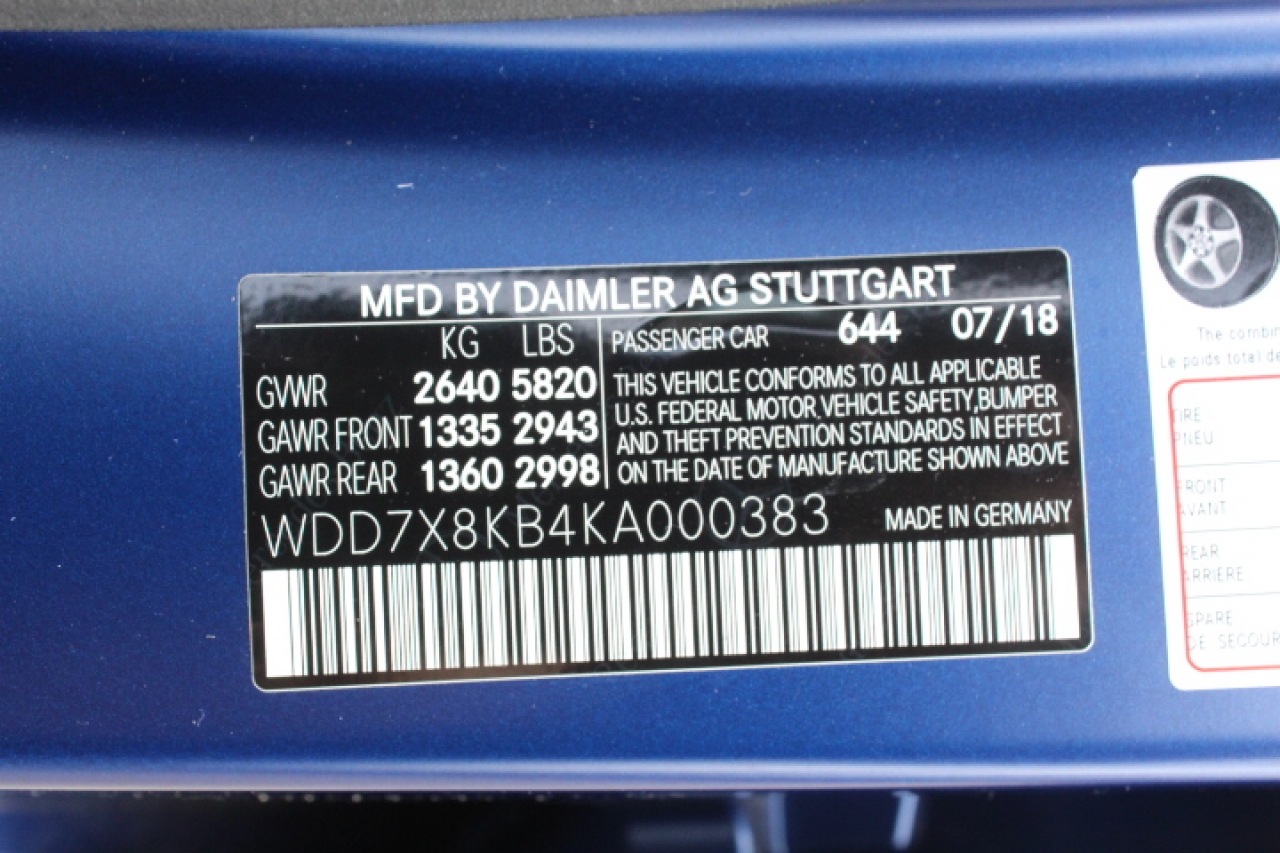 MFD BY DAIMLER AG STUTTGART
KG LBS
GVWR 2640 5820
GAWR FRONT 1335 2943
GAWR REAR 1360 2998
PASSENGER CAR 644 07/18
THIS VEHICLE CONFORMS TO ALL APPLICABLE
U.S. FEDERAL MOTOR VEHICLE SAFETY,BUMPER
AND THEFT PREVENTION STANDARDS IN EFFECT
ON THE DATE OF MANUFACTURE SHOWN ABOVE
WDD7X8KB4KA000383
MADE IN GERMANY
The combin
Le poids total de
TIRE
PNEU
FRONT
AVANT
REAR
ARRIERE
SPARE
DE SECOUR